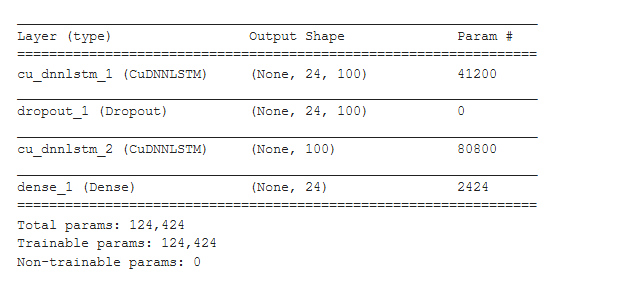 Layer (type) Output Shape Param #
cu_dnnlstm_1 (CuDNNLSTM) (None, 24, 100) 41200
dropout_1 (Dropout) (None, 24, 100) 0
cu_dnnlstm_2 (CuDNNLSTM) (None, 100) 80800
dense_1 (Dense) (None, 24) 2424
Total params: 124,424
Trainable params: 124,424
Non-trainable params: 0